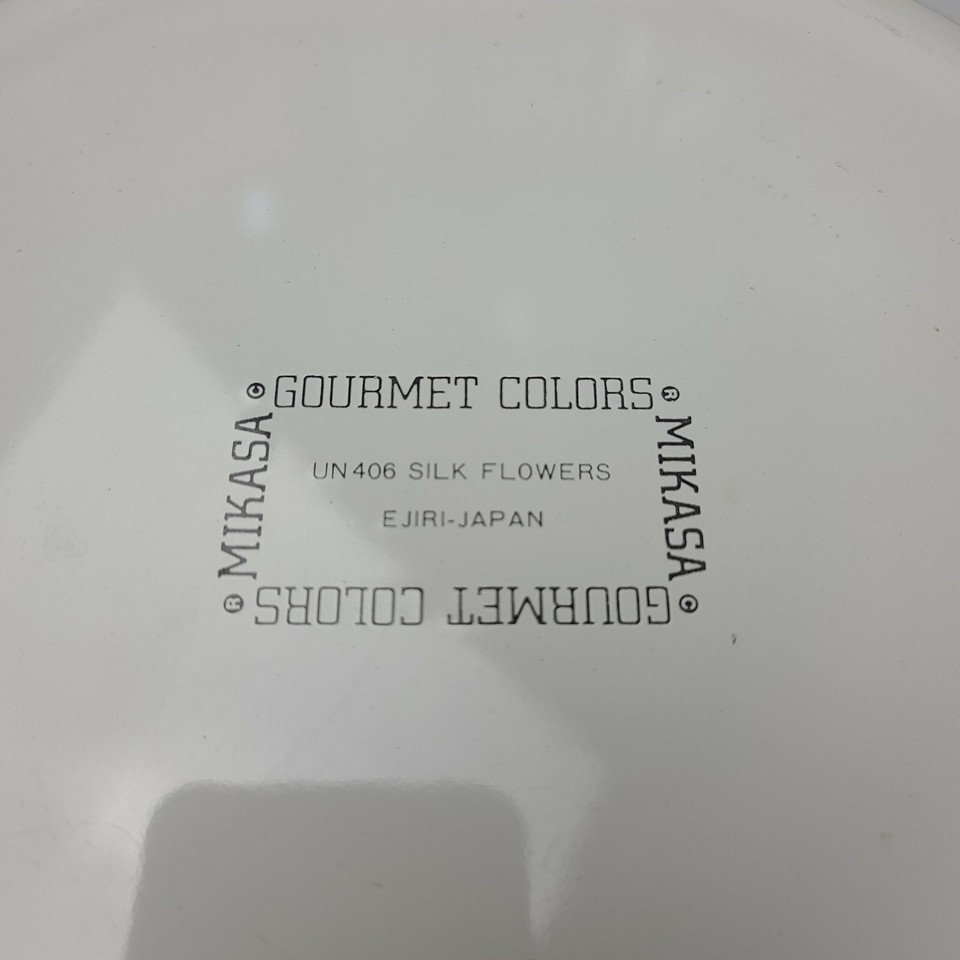 © GOURMET COLORS ®
MIKASA
MIKASA
UN406 SILK FLOWERS
EJIRI-JAPAN
© GOURMET COLORS ®